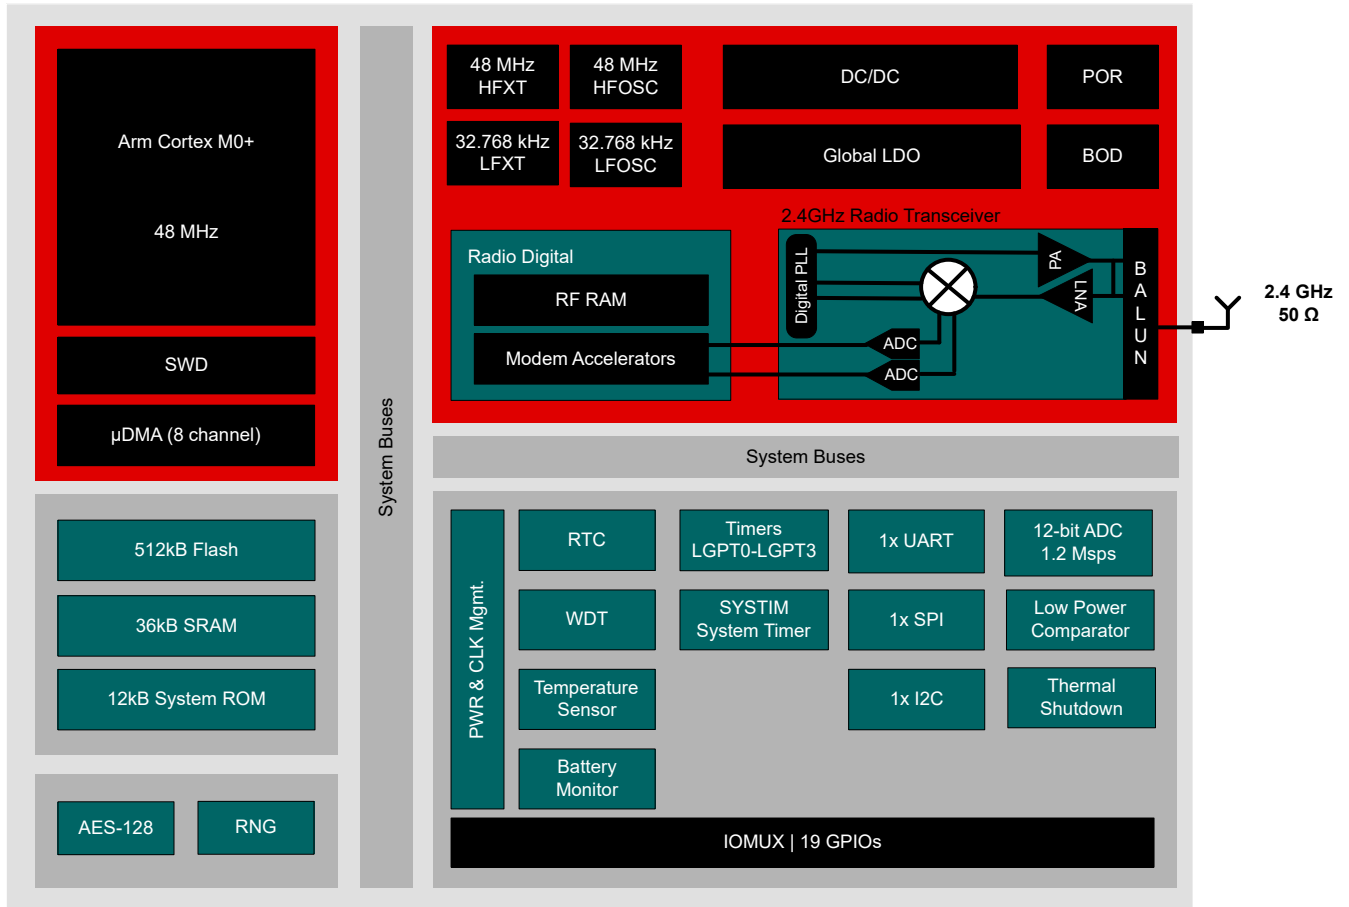 Arm Cortex M0+
48 MHz
SWD
µDMA (8 channel)
512kB Flash
36kB SRAM
12kB System ROM
AES-128
RNG
System Buses
48 MHz
HFXT
48 MHz
HFOSC
DC/DC
POR
32.768 kHz
LFXT
32.768 kHz
LFOSC
Global LDO
BOD
Radio Digital
RF RAM
Modem Accelerators
2.4GHz Radio Transceiver
Digital PLL
PA
LNA
ADC
ADC
BALUN
2.4 GHz
50 Ω
System Buses
PWR & CLK Mgmt.
RTC
Timers
LGPT0-LGPT3
1x UART
12-bit ADC
1.2 Msps
WDT
SYSTIM
System Timer
1x SPI
Low Power
Comparator
Temperature
Sensor
1x I2C
Thermal
Shutdown
Battery
Monitor
IOMUX | 19 GPIOs